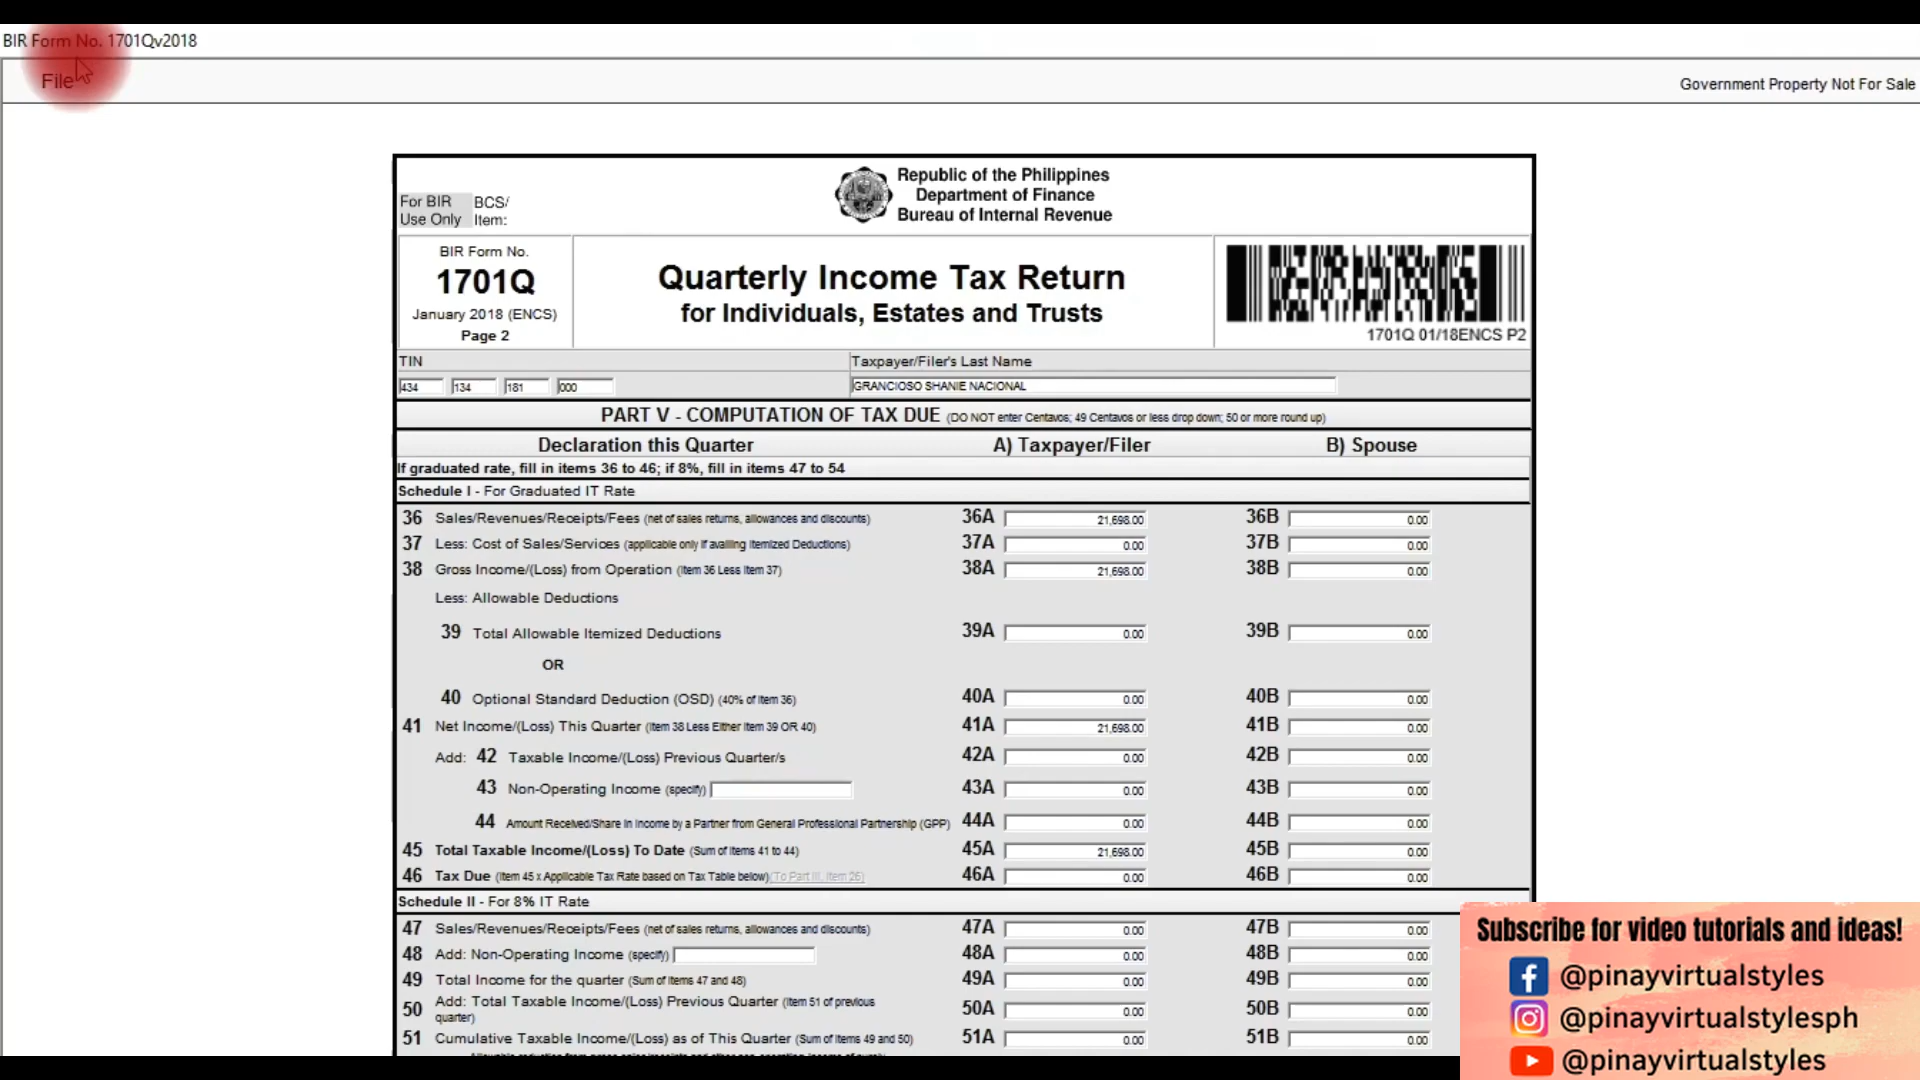 BIR Form No. 1701Qv2018
File
Government Property Not For Sale
For BIR Use Only
BCS/ Item:
Republic of the Philippines
Department of Finance
Bureau of Internal Revenue
BIR Form No.
1701Q
January 2018 (ENCS)
Page 2
Quarterly Income Tax Return
for Individuals, Estates and Trusts
1701Q 01/18ENCS P2
TIN
Taxpayer/Filer's Last Name
434 134 181 000
GRANCIOSO SHANIE NACIONAL
PART V - COMPUTATION OF TAX DUE (DO NOT enter Centavos; 49 Centavos or less drop down; 50 or more round up)
Declaration this Quarter A) Taxpayer/Filer B) Spouse
If graduated rate, fill in items 36 to 46; if 8%, fill in items 47 to 54
Schedule I - For Graduated IT Rate
36 Sales/Revenues/Receipts/Fees (net of sales returns, allowances and discounts) 36A 21,698.00 36B 0.00
37 Less: Cost of Sales/Services (applicable only if availing Itemized Deductions) 37A 0.00 37B 0.00
38 Gross Income/(Loss) from Operation (Item 36 Less Item 37) 38A 21,698.00 38B 0.00
Less: Allowable Deductions
39 Total Allowable Itemized Deductions 39A 0.00 39B 0.00
OR
40 Optional Standard Deduction (OSD) (40% of Item 36) 40A 0.00 40B 0.00
41 Net Income/(Loss) This Quarter (Item 38 Less Either Item 39 OR 40) 41A 21,698.00 41B 0.00
Add: 42 Taxable Income/(Loss) Previous Quarter/s 42A 0.00 42B 0.00
43 Non-Operating Income (specify) 43A 0.00 43B 0.00
44 Amount Received/Share in Income by a Partner from General Professional Partnership (GPP) 44A 0.00 44B 0.00
45 Total Taxable Income/(Loss) To Date (Sum of Items 41 to 44) 45A 21,698.00 45B 0.00
46 Tax Due (Item 45 x Applicable Tax Rate based on Tax Table below) (To Part III, Item 26) 46A 0.00 46B 0.00
Schedule II - For 8% IT Rate
47 Sales/Revenues/Receipts/Fees (net of sales returns, allowances and discounts) 47A 0.00 47B 0.00
48 Add: Non-Operating Income (specify) 48A 0.00 48B 0.00
49 Total Income for the quarter (Sum of Items 47 and 48) 49A 0.00 49B 0.00
50 Add: Total Taxable Income/(Loss) Previous Quarter (Item 51 of previous quarter) 50A 0.00 50B 0.00
51 Cumulative Taxable Income/(Loss) as of This Quarter (Sum of Items 49 and 50) 51A 0.00 51B 0.00
Subscribe for video tutorials and ideas!
@pinayvirtualstyles
@pinayvirtualstylesph
@pinayvirtualstyles